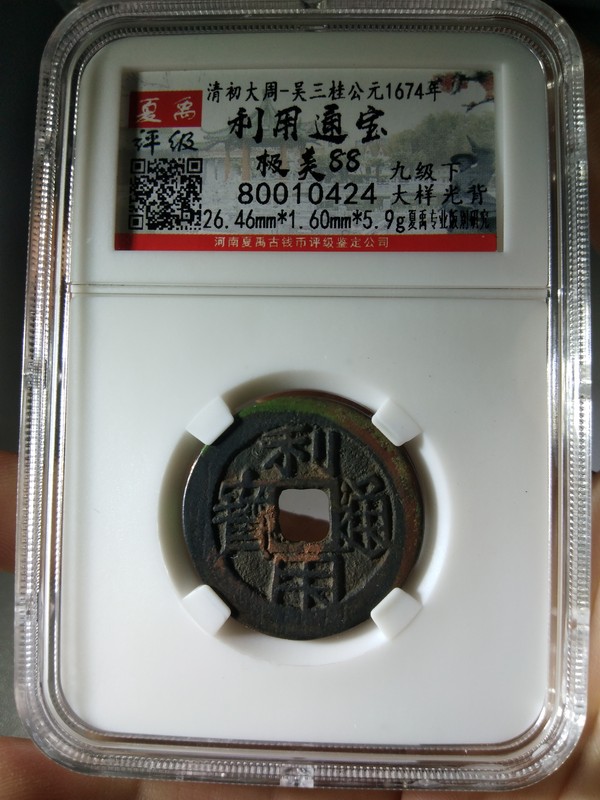 清初大周-吴三桂公元1674年
夏禹
评级
利用通宝
极美88
九级下
80010424 大样光背
26.46mm*1.60mm*5.9g夏禹专业版别研究
河南夏禹古钱币评级鉴定公司
利
寳 通
用